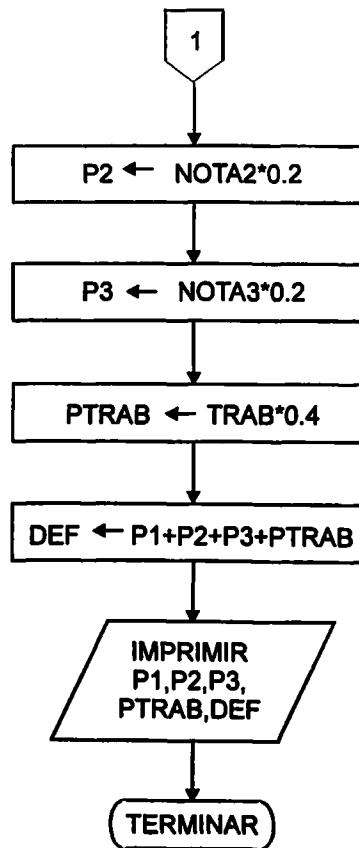 1
P2 ← NOTA2*0.2
P3 ← NOTA3*0.2
PTRAB ← TRAB*0.4
DEF ← P1+P2+P3+PTRAB
IMPRIMIR
P1,P2,P3,
PTRAB,DEF
TERMINAR